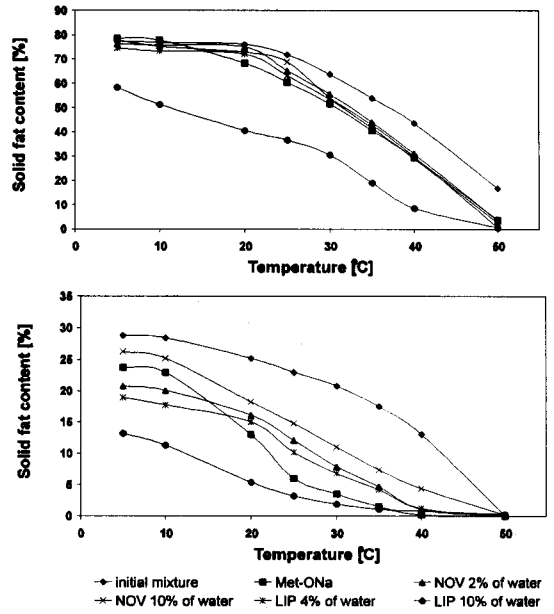 Solid fat content [%]
90
80
70
60
50
40
30
20
10
0
0 10 20 30 40 50
Temperature [°C]
Solid fat content [%]
35
30
25
20
15
10
5
0
0 10 20 30 40 50
Temperature [°C]
initial mixture Met-ONa NOV 2% of water
NOV 10% of water LIP 4% of water LIP 10% of water